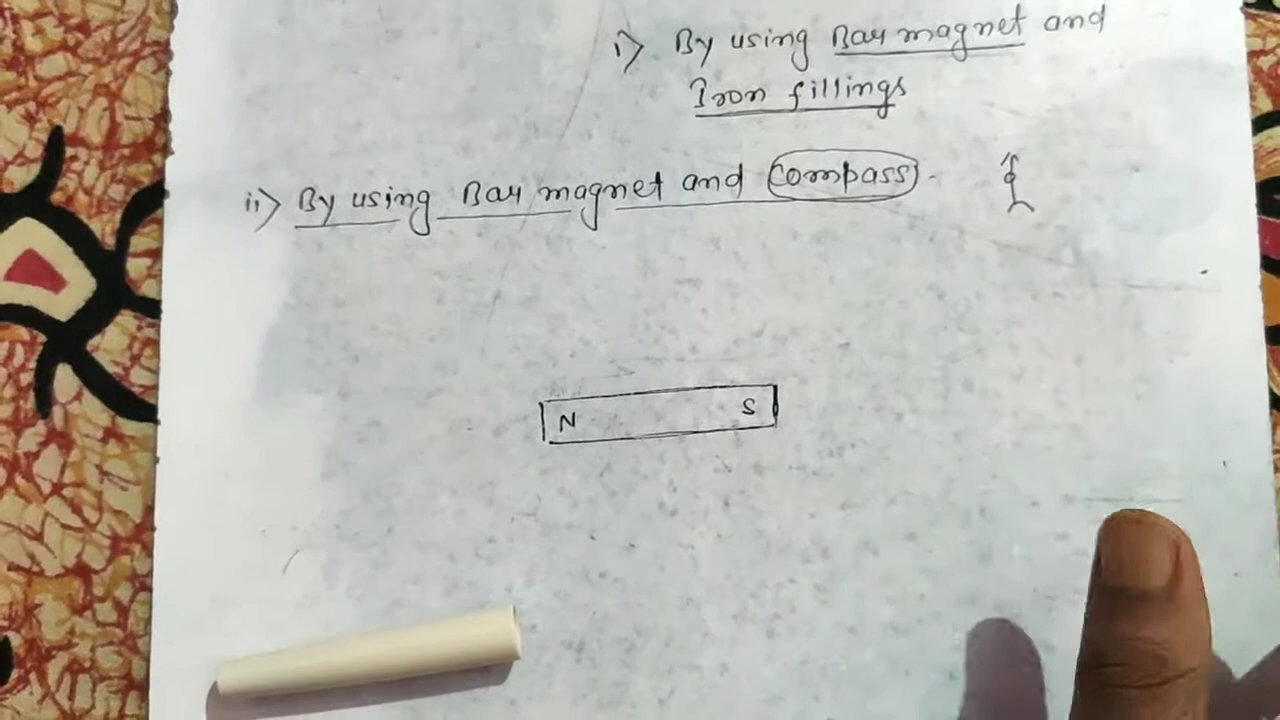 i) By using Bar magnet and
Iron fillings
ii) By using Bar magnet and compass.
N S